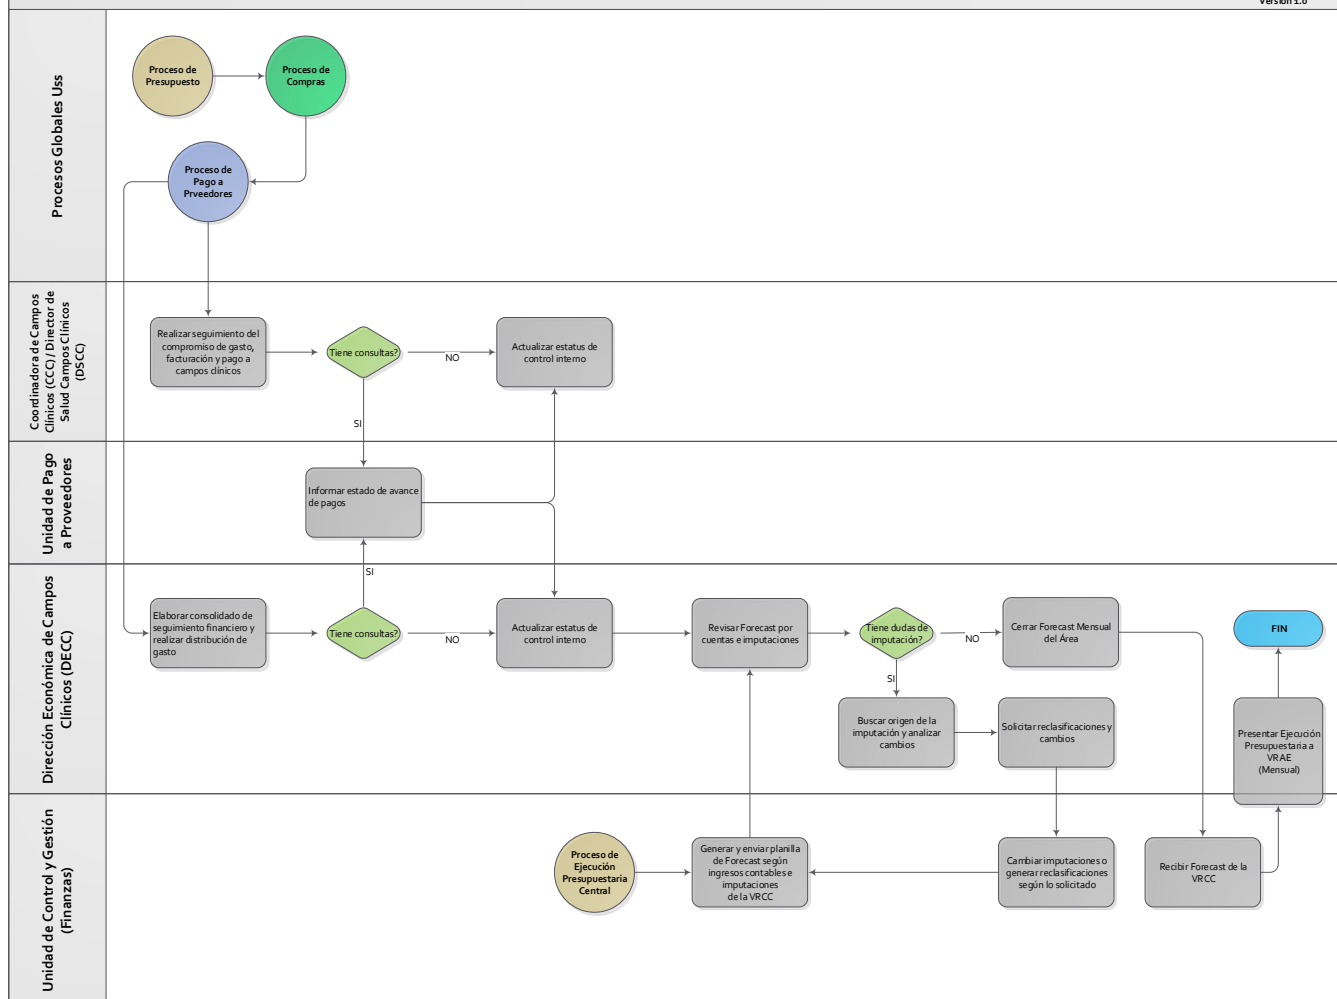 Versión 1.0
Procesos Globales Uss
Proceso de
Presupuesto
Proceso de
Compras
Proceso de
Pago a
Prveedores
Coordinadora de Campos
Clínicos (CCC) / Director de
Salud Campos Clínicos
(DSCC)
Realizar seguimiento del
compromiso de gasto,
facturación y pago a
campos clínicos
Tiene consultas?
NO
SI
Actualizar estatus de
control interno
Unidad de Pago
a Proveedores
Informar estado de avance
de pagos
Dirección Económica de Campos
Clínicos (DECC)
SI
Elaborar consolidado de
seguimiento financiero y
realizar distribución de
gasto
Tiene consultas?
NO
Actualizar estatus de
control interno
Revisar Forecast por
cuentas e imputaciones
Tiene dudas de
imputación?
NO
SI
Cerrar Forecast Mensual
del Área
FIN
Buscar origen de la
imputación y analizar
cambios
Solicitar reclasificaciones y
cambios
Presentar Ejecución
Presupuestaria a
VRAE
(Mensual)
Unidad de Control y Gestión
(Finanzas)
Proceso de
Ejecución
Presupuestaria
Central
Generar y enviar planilla
de Forecast según
ingresos contables e
imputaciones
de la VRCC
Cambiar imputaciones o
generar reclasificaciones
según lo solicitado
Recibir Forecast de la
VRCC